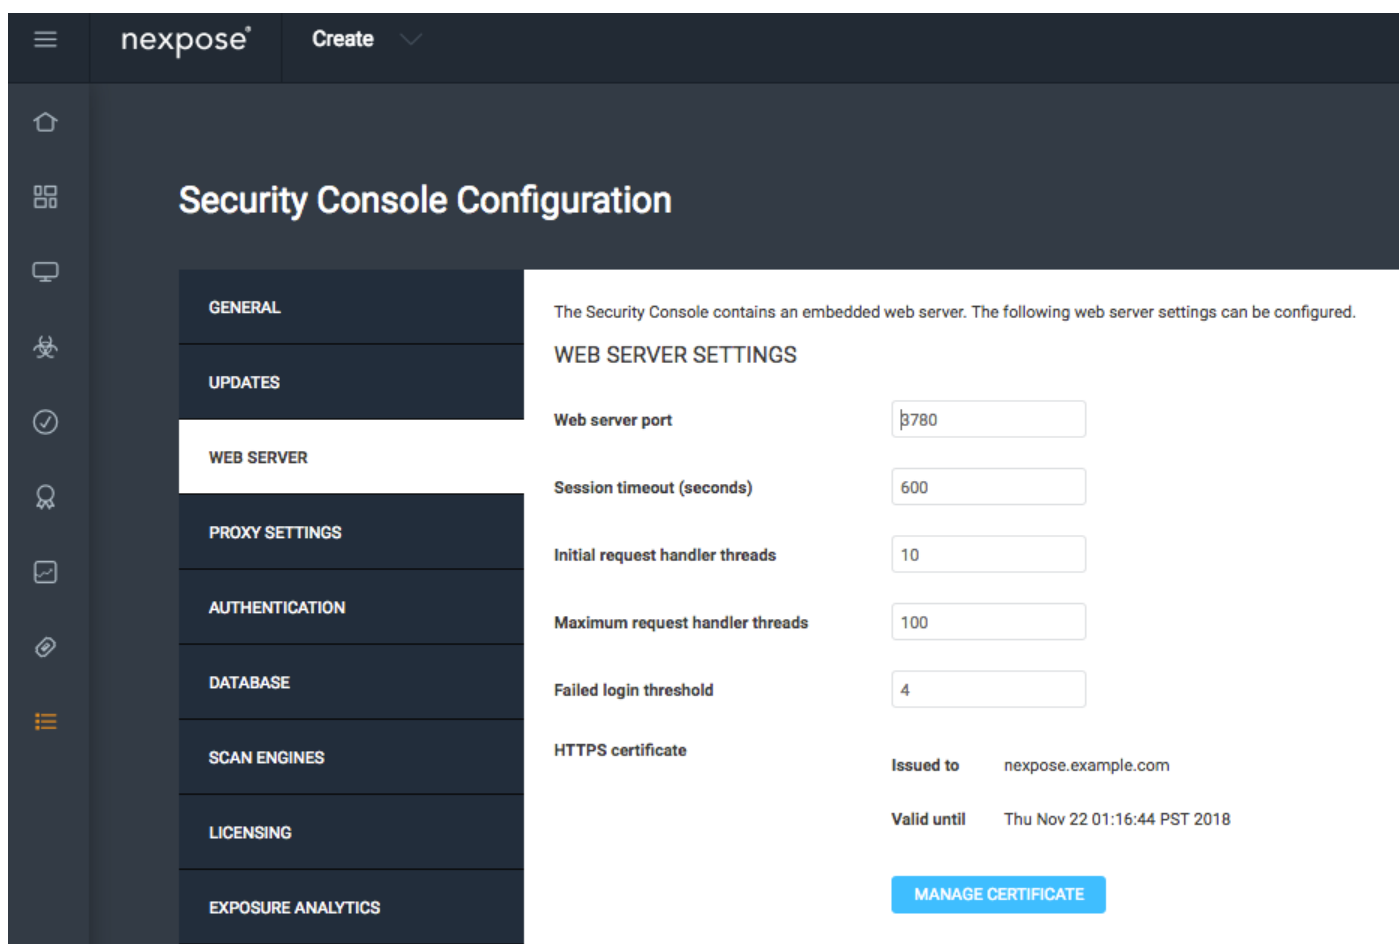 nexpose®
Create
Security Console Configuration
GENERAL
UPDATES
WEB SERVER
PROXY SETTINGS
AUTHENTICATION
DATABASE
SCAN ENGINES
LICENSING
EXPOSURE ANALYTICS
The Security Console contains an embedded web server. The following web server settings can be configured.
WEB SERVER SETTINGS
Web server port 3780
Session timeout (seconds) 600
Initial request handler threads 10
Maximum request handler threads 100
Failed login threshold 4
HTTPS certificate
Issued to nexpose.example.com
Valid until Thu Nov 22 01:16:44 PST 2018
MANAGE CERTIFICATE